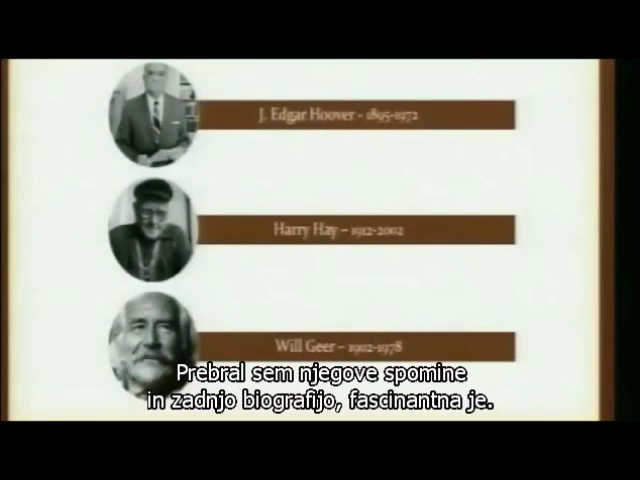 J. Edgar Hoover - 1895-1972
Harry Hay – 1912-2002
Will Geer – 1902-1978
Prebral sem njegove spomine
in zadnjo biografijo, fascinantna je.